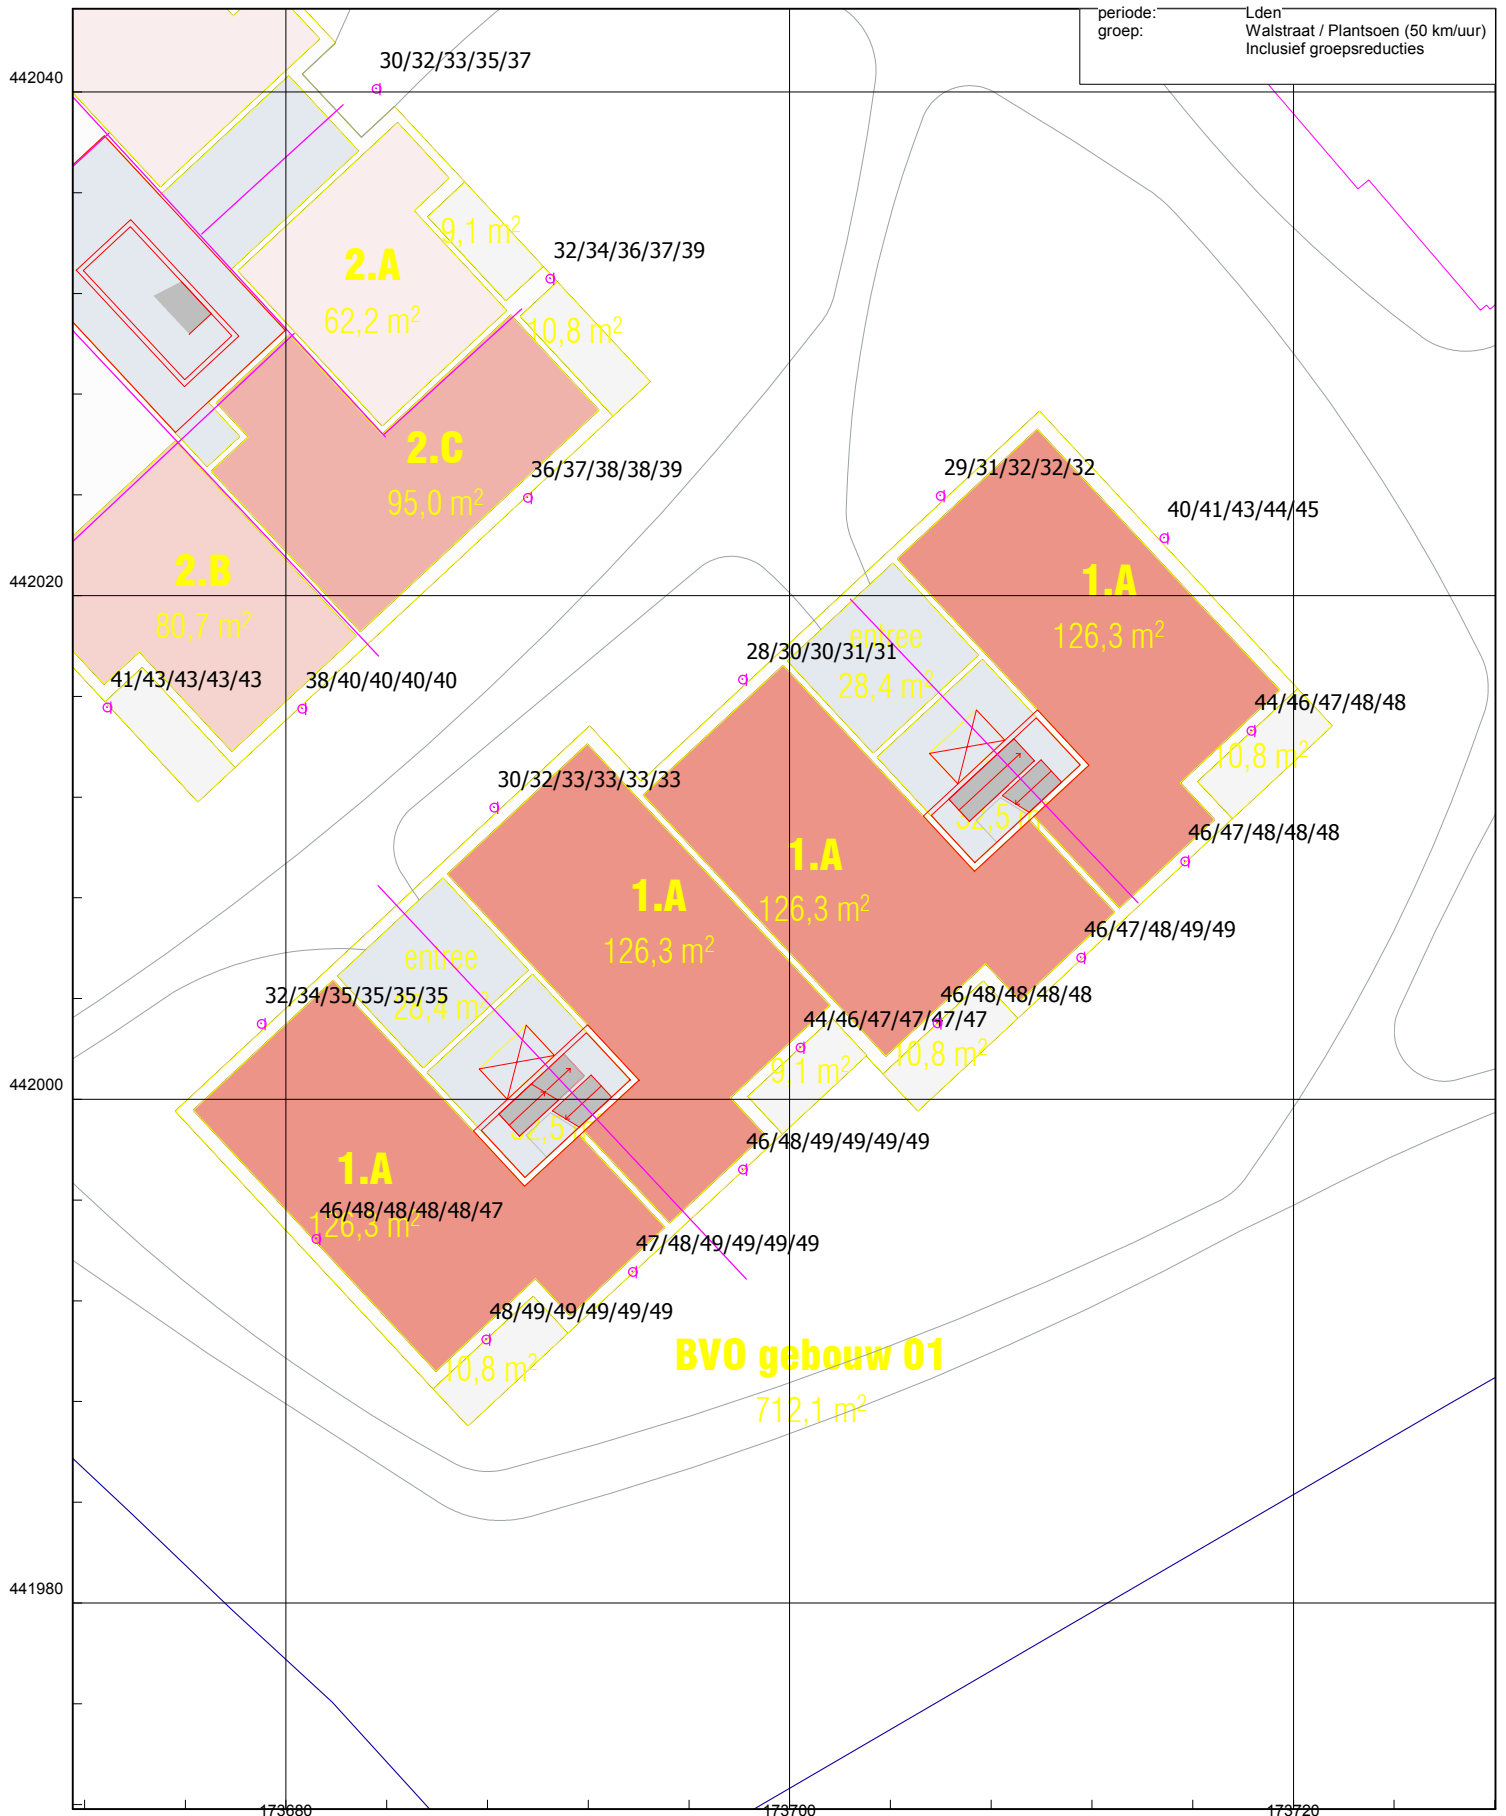 periode: Lden
groep: Walstraat / Plantsoen (50 km/uur)
Inclusief groepsreducties
30/32/33/35/37
442040
9,1 m²
32/34/36/37/39
2.A
62,2 m²
10,8 m²
2.C
95,0 m²
36/37/38/38/39
29/31/32/32/32
40/41/43/44/45
442020
2.B
80,7 m²
1.A
126,3 m²
entree
28,4 m²
28/30/30/31/31
41/43/43/43/43
38/40/40/40/40
44/46/47/48/48
10,8 m²
30/32/33/33/33/33
32,5 m
46/47/48/48/48
1.A
126,3 m²
1.A
126,3 m²
46/47/48/49/49
entree
28,4 m²
32/34/35/35/35/35
46/48/48/48/48
44/46/47/47/47/47
10,8 m²
9,1 m²
442000
32,5
46/48/49/49/49/49
1.A
126,3 m²
46/48/48/48/48/47
47/48/49/49/49/49
48/49/49/49/49/49
10,8 m²
BVO gebouw 01
712,1 m²
441980
173680
173700
173720